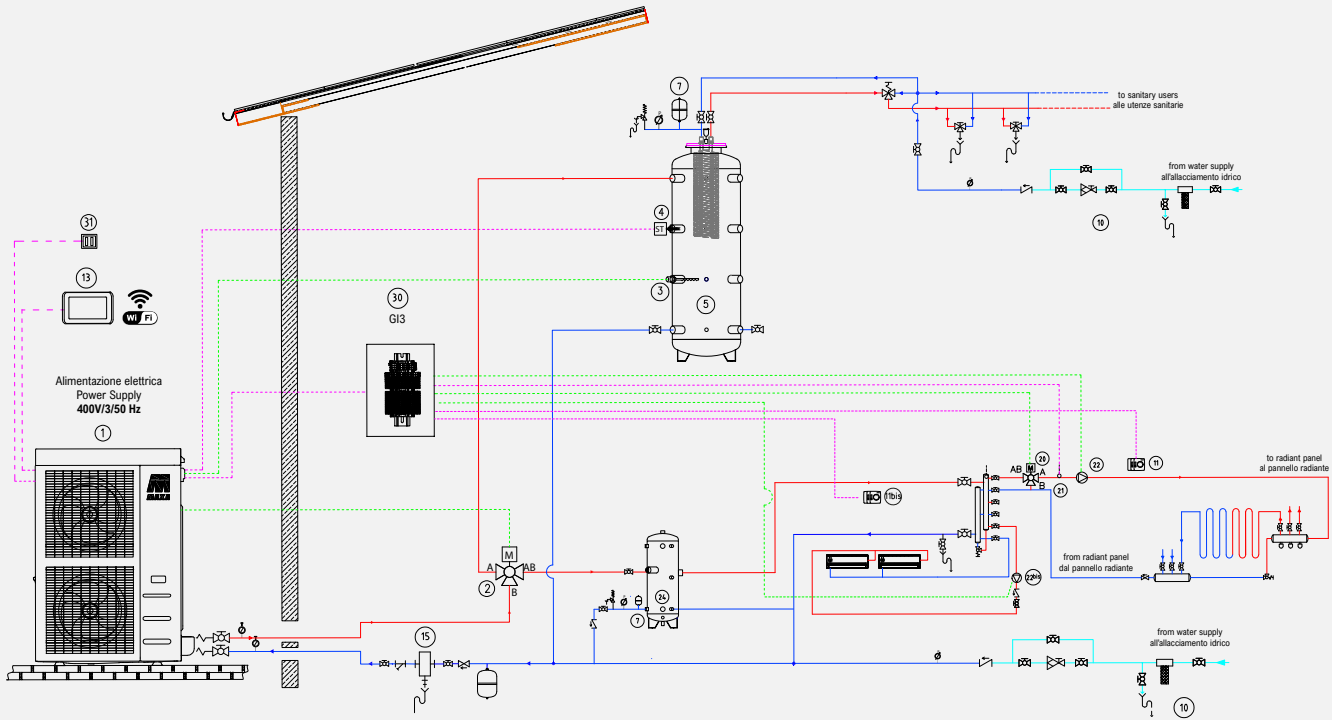 7
to sanitary users
alle utenze sanitarie
from water supply
all'allacciamento idrico
10
4
ST
31
13
Wi Fi
3
5
30
GI3
Alimentazione elettrica
Power Supply
400V/3/50 Hz
1
M
A
AB
2
B
24
7
15
11bis
M
20
AB
A
B
21
22
11
to radiant panel
al pannello radiante
from radiant panel
dal pannello radiante
22bis
from water supply
all'allacciamento idrico
10